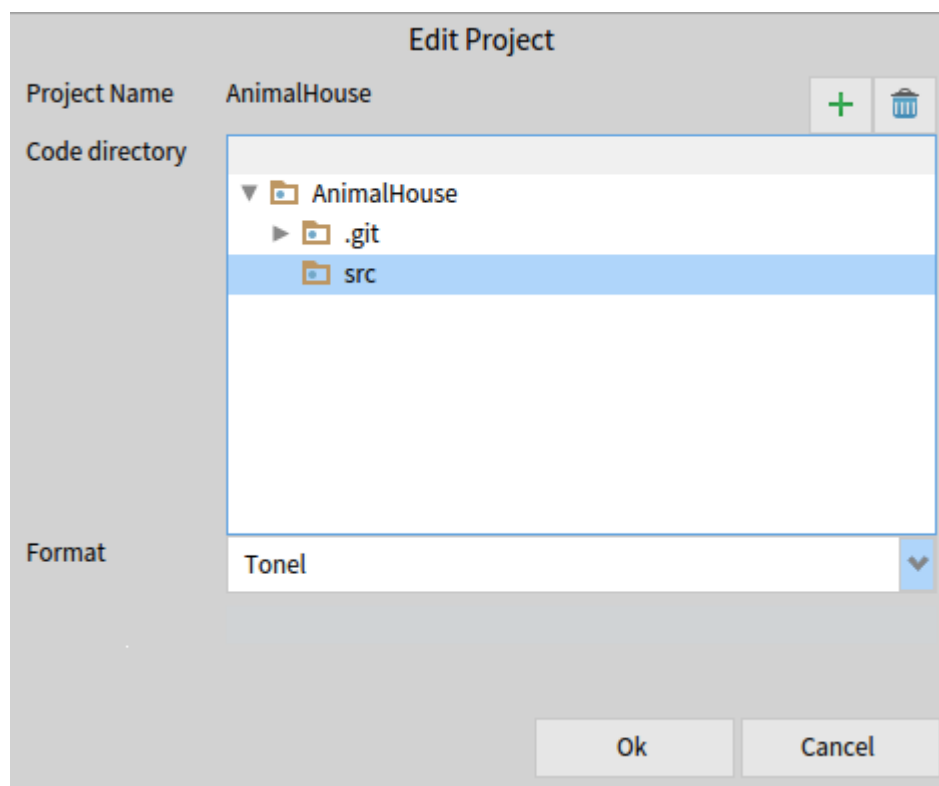 Edit Project
Project Name AnimalHouse
Code directory
AnimalHouse
.git
src
Format Tonel
Ok Cancel